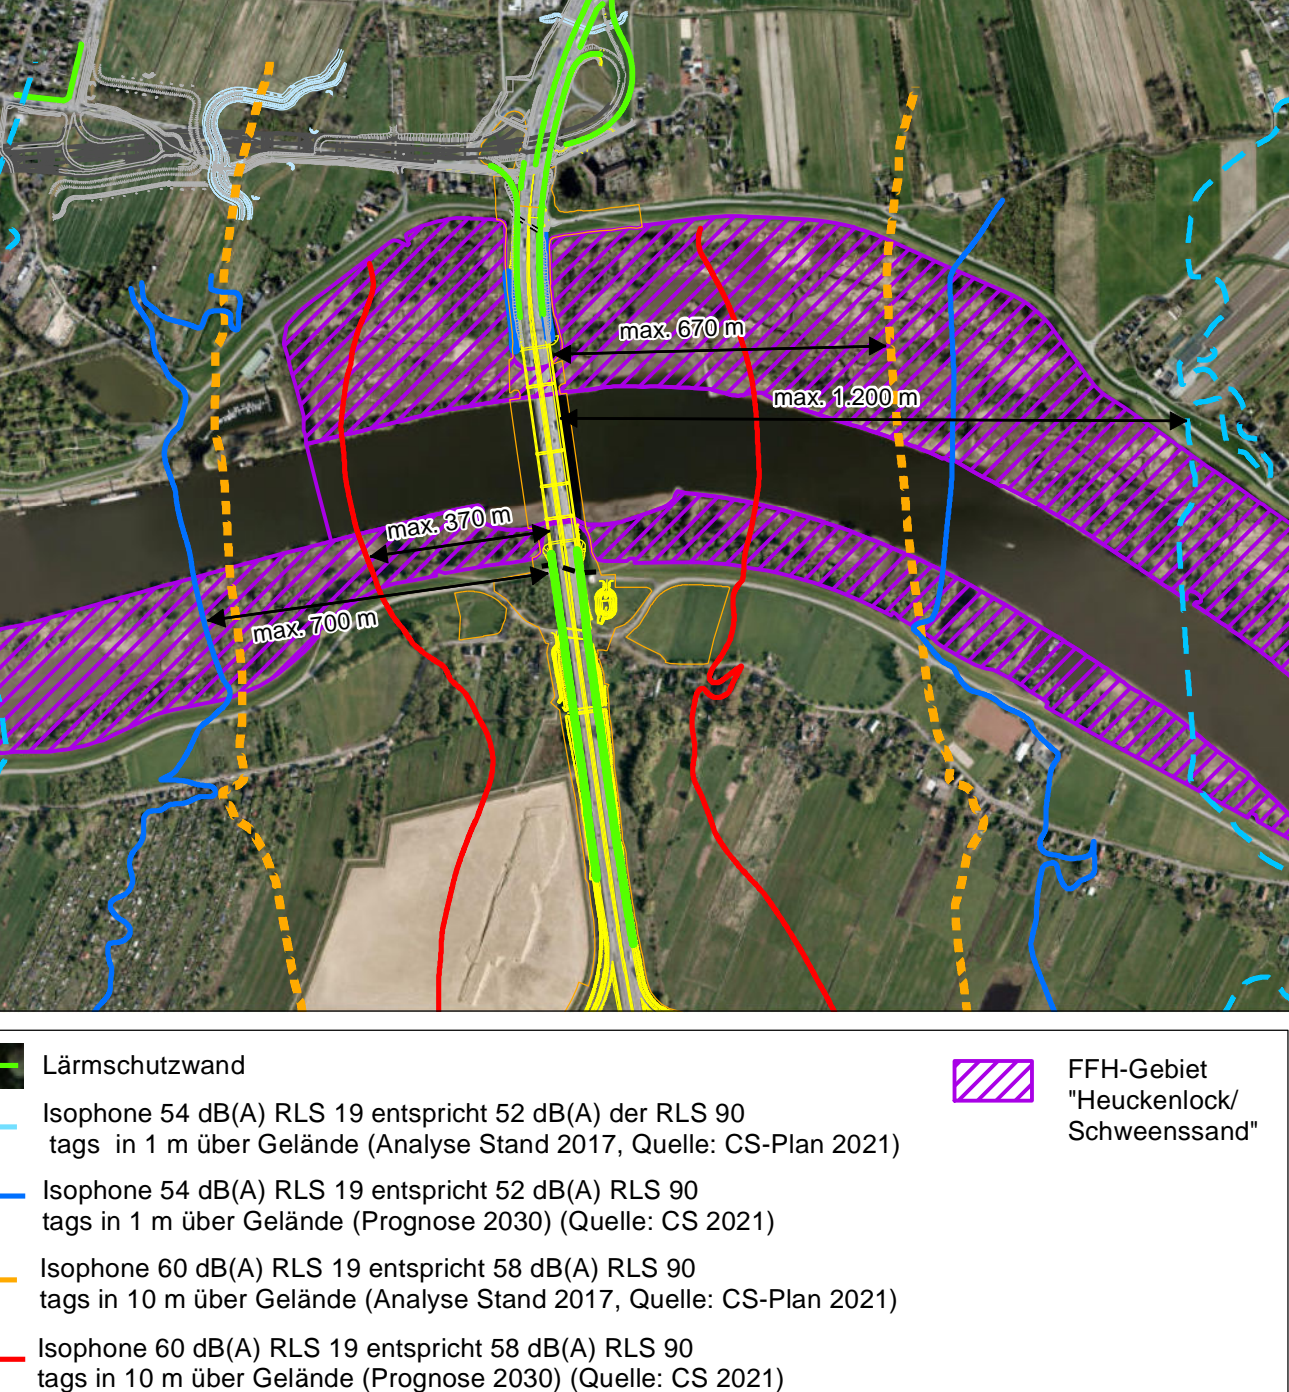 max. 670 m
max. 1.200 m
max. 370 m
max. 700 m
Lärmschutzwand
Isophone 54 dB(A) RLS 19 entspricht 52 dB(A) der RLS 90
tags in 1 m über Gelände (Analyse Stand 2017, Quelle: CS-Plan 2021)
Isophone 54 dB(A) RLS 19 entspricht 52 dB(A) RLS 90
tags in 1 m über Gelände (Prognose 2030) (Quelle: CS 2021)
Isophone 60 dB(A) RLS 19 entspricht 58 dB(A) RLS 90
tags in 10 m über Gelände (Analyse Stand 2017, Quelle: CS-Plan 2021)
Isophone 60 dB(A) RLS 19 entspricht 58 dB(A) RLS 90
tags in 10 m über Gelände (Prognose 2030) (Quelle: CS 2021)
FFH-Gebiet
"Heuckenlock/
Schweenssand"